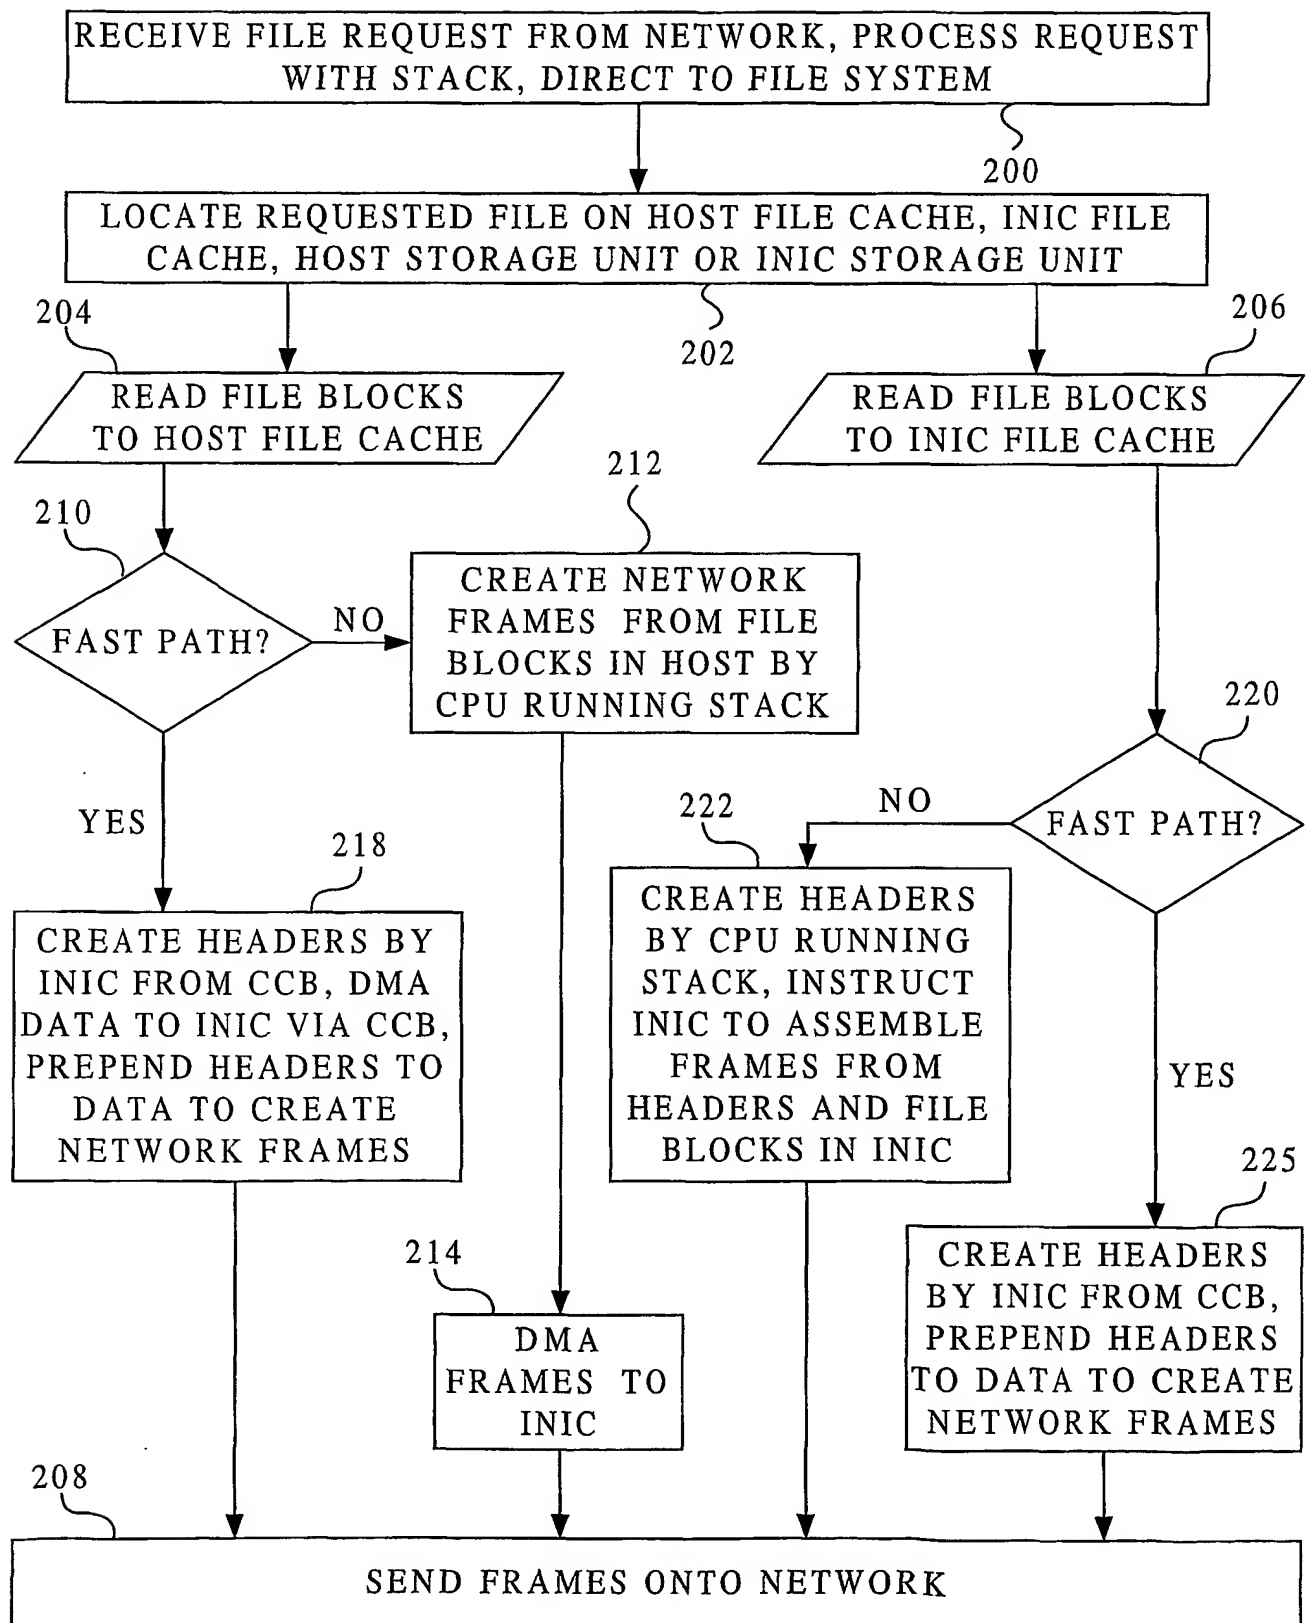 RECEIVE FILE REQUEST FROM NETWORK, PROCESS REQUEST
WITH STACK, DIRECT TO FILE SYSTEM
200
LOCATE REQUESTED FILE ON HOST FILE CACHE, INIC FILE
CACHE, HOST STORAGE UNIT OR INIC STORAGE UNIT
202
204
READ FILE BLOCKS
TO HOST FILE CACHE
206
READ FILE BLOCKS
TO INIC FILE CACHE
210
FAST PATH?
NO
YES
212
CREATE NETWORK
FRAMES FROM FILE
BLOCKS IN HOST BY
CPU RUNNING STACK
220
FAST PATH?
NO
YES
218
CREATE HEADERS BY
INIC FROM CCB, DMA
DATA TO INIC VIA CCB,
PREPEND HEADERS TO
DATA TO CREATE
NETWORK FRAMES
222
CREATE HEADERS
BY CPU RUNNING
STACK, INSTRUCT
INIC TO ASSEMBLE
FRAMES FROM
HEADERS AND FILE
BLOCKS IN INIC
214
DMA
FRAMES TO
INIC
225
CREATE HEADERS
BY INIC FROM CCB,
PREPEND HEADERS
TO DATA TO CREATE
NETWORK FRAMES
208
SEND FRAMES ONTO NETWORK